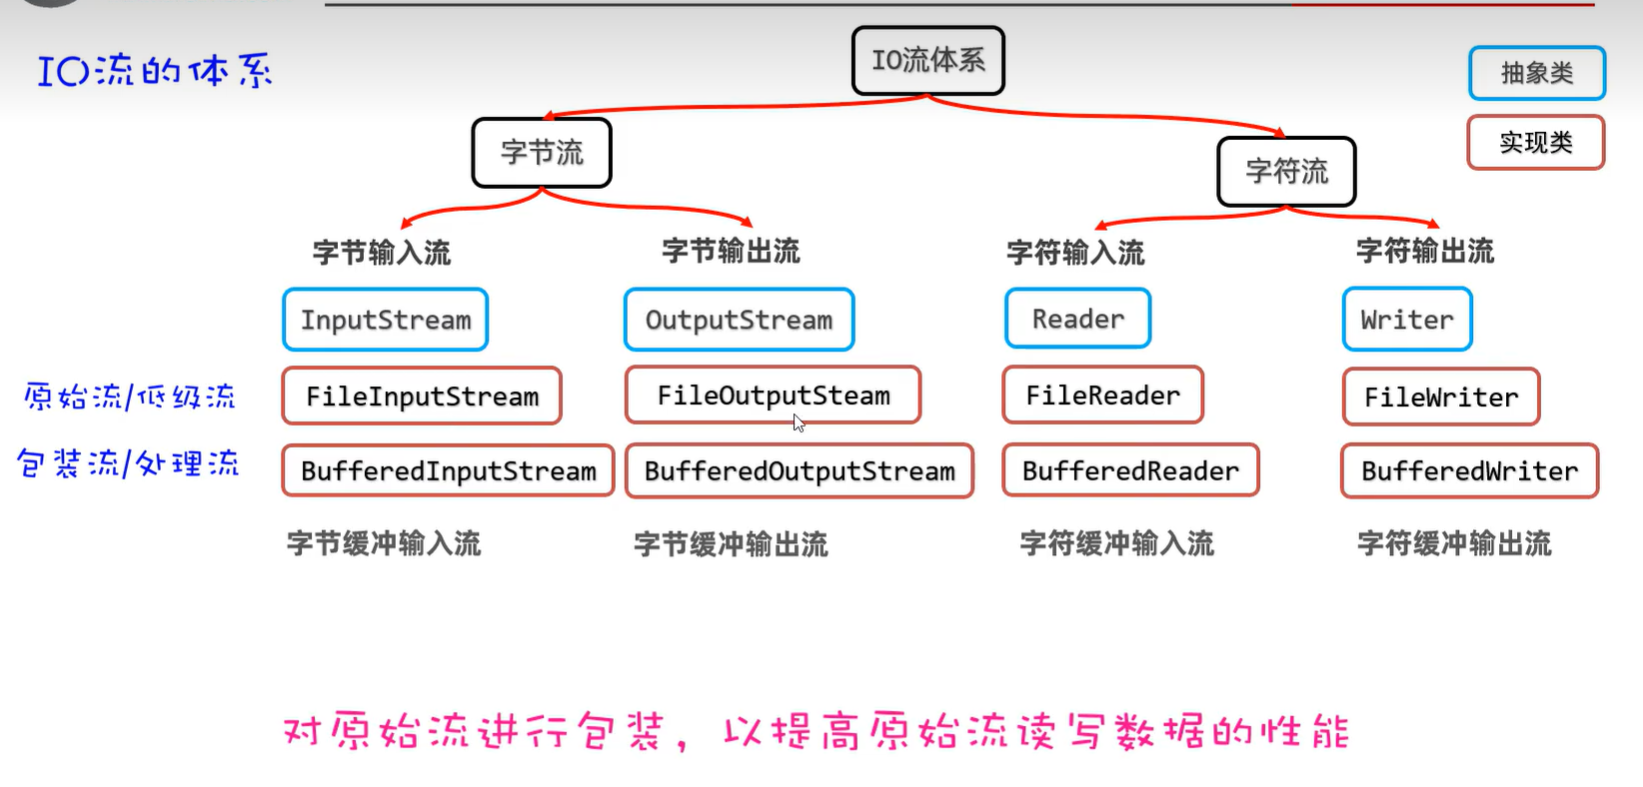 IO流的体系
IO流体系
抽象类
实现类
字节流
字符流
字节输入流
字节输出流
字符输入流
字符输出流
InputStream
OutputStream
Reader
Writer
原始流/低级流
FileInputStream
FileOutputSteam
FileReader
FileWriter
包装流/处理流
BufferedInputStream
BufferedOutputStream
BufferedReader
BufferedWriter
字节缓冲输入流
字节缓冲输出流
字符缓冲输入流
字符缓冲输出流
对原始流进行包装，以提高原始流读写数据的性能